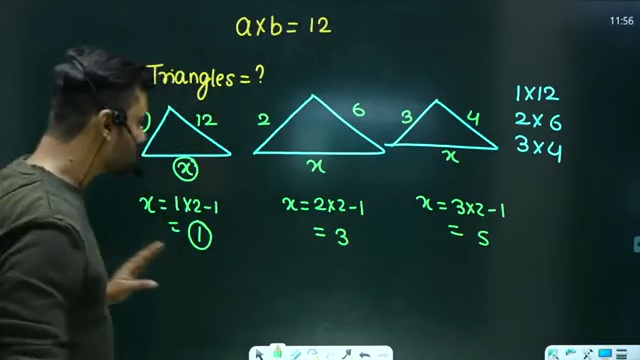 11:56
a×b = 12
Triangles = ?
1×12
2×6
3×4
) 12 2 6 3 4
x x x
x = 1×2-1 x = 2×2-1 x = 3×2-1
= 1 = 3 = 5